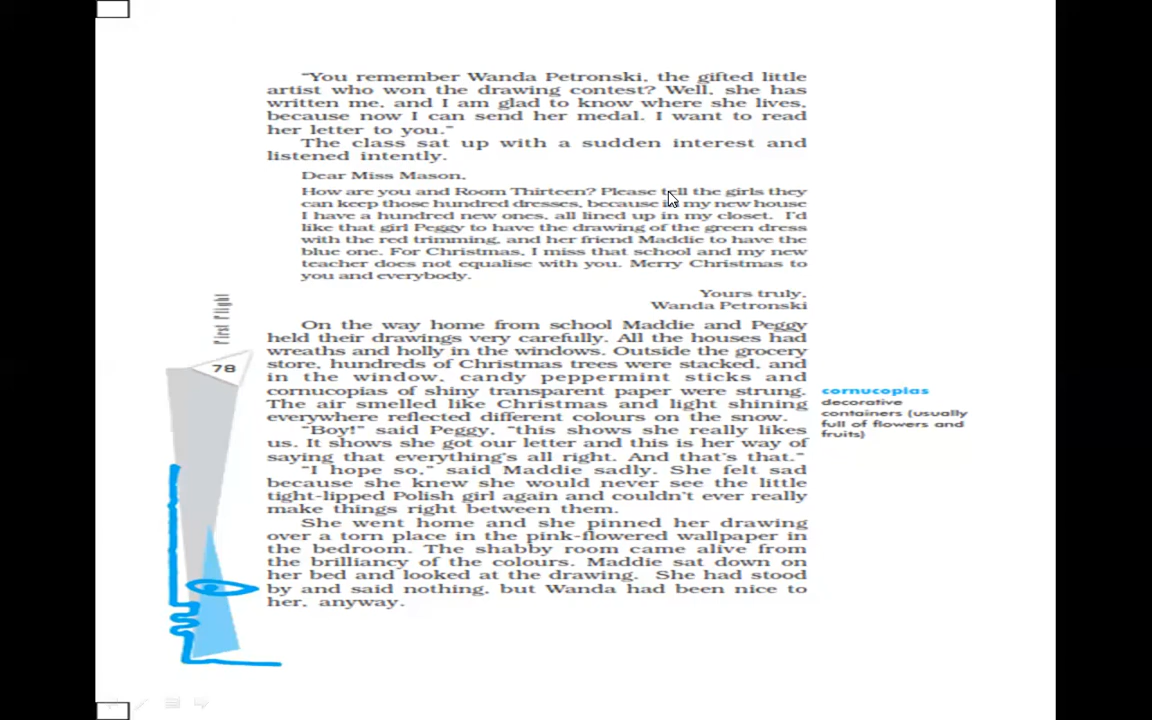 "You remember Wanda Petronski, the gifted little
artist who won the drawing contest? Well, she has
written me, and I am glad to know where she lives,
because now I can send her medal. I want to read
her letter to you."
The class sat up with a sudden interest and
listened intently.
Dear Miss Mason,
How are you and Room Thirteen? Please tell the girls they
can keep those hundred dresses, because in my new house
I have a hundred new ones, all lined up in my closet. I'd
like that girl Peggy to have the drawing of the green dress
with the red trimming, and her friend Maddie to have the
blue one. For Christmas, I miss that school and my new
teacher does not equalise with you. Merry Christmas to
you and everybody.
Yours truly,
Wanda Petronski
On the way home from school Maddie and Peggy
held their drawings very carefully. All the houses had
wreaths and holly in the windows. Outside the grocery
store, hundreds of Christmas trees were stacked, and
in the window, candy peppermint sticks and
cornucopias of shiny transparent paper were strung.
The air smelled like Christmas and light shining
everywhere reflected different colours on the snow.
"Boy!" said Peggy, "this shows she really likes
us. It shows she got our letter and this is her way of
saying that everything's all right. And that's that."
"I hope so," said Maddie sadly. She felt sad
because she knew she would never see the little
tight-lipped Polish girl again and couldn't ever really
make things right between them.
She went home and she pinned her drawing
over a torn place in the pink-flowered wallpaper in
the bedroom. The shabby room came alive from
the brilliancy of the colours. Maddie sat down on
her bed and looked at the drawing. She had stood
by and said nothing, but Wanda had been nice to
her, anyway.
cornucopias
decorative
containers (usually
full of flowers and
fruits)
First Flight
78